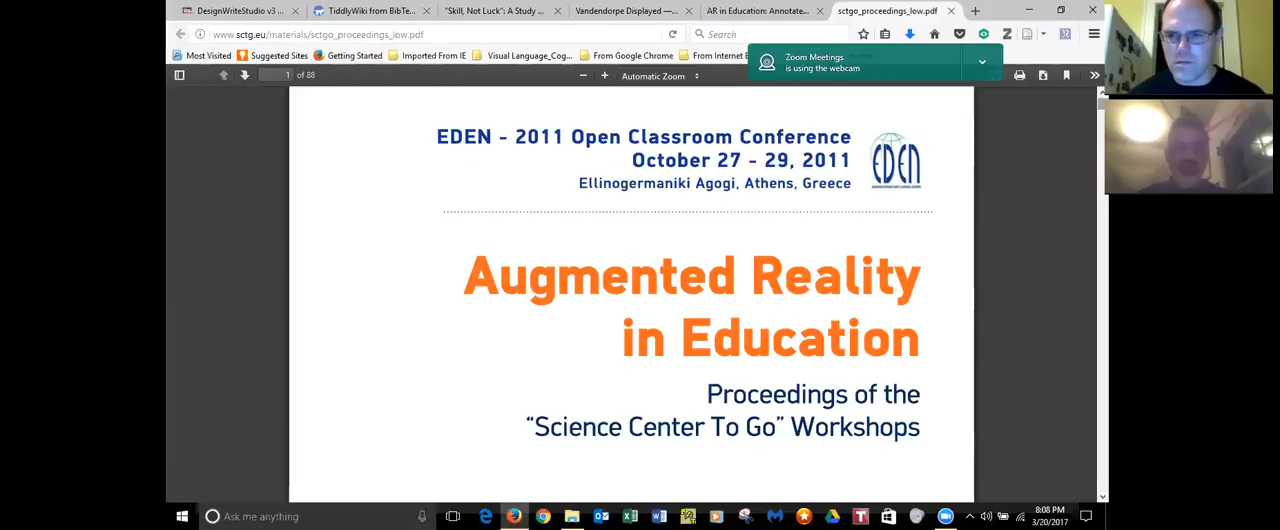 DesignWriteStudio v3 ...
TiddlyWiki from BibTe...
"Skill, Not Luck": A Study ...
Vandendorpe Displayed —...
AR in Education: Annotate...
sctgo_proceedings_low.pdf
www.sctg.eu/materials/sctgo_proceedings_low.pdf
Search
Most Visited
Suggested Sites
Getting Started
Imported From IE
Visual Language_Cog...
From Google Chrome
From Internet E
Zoom Meetings
is using the webcam
1 of 88
Automatic Zoom
EDEN - 2011 Open Classroom Conference
October 27 - 29, 2011
Ellinogermaniki Agogi, Athens, Greece
EDEN
Augmented Reality
in Education
Proceedings of the
“Science Center To Go” Workshops
Ask me anything
8:08 PM
3/20/2017